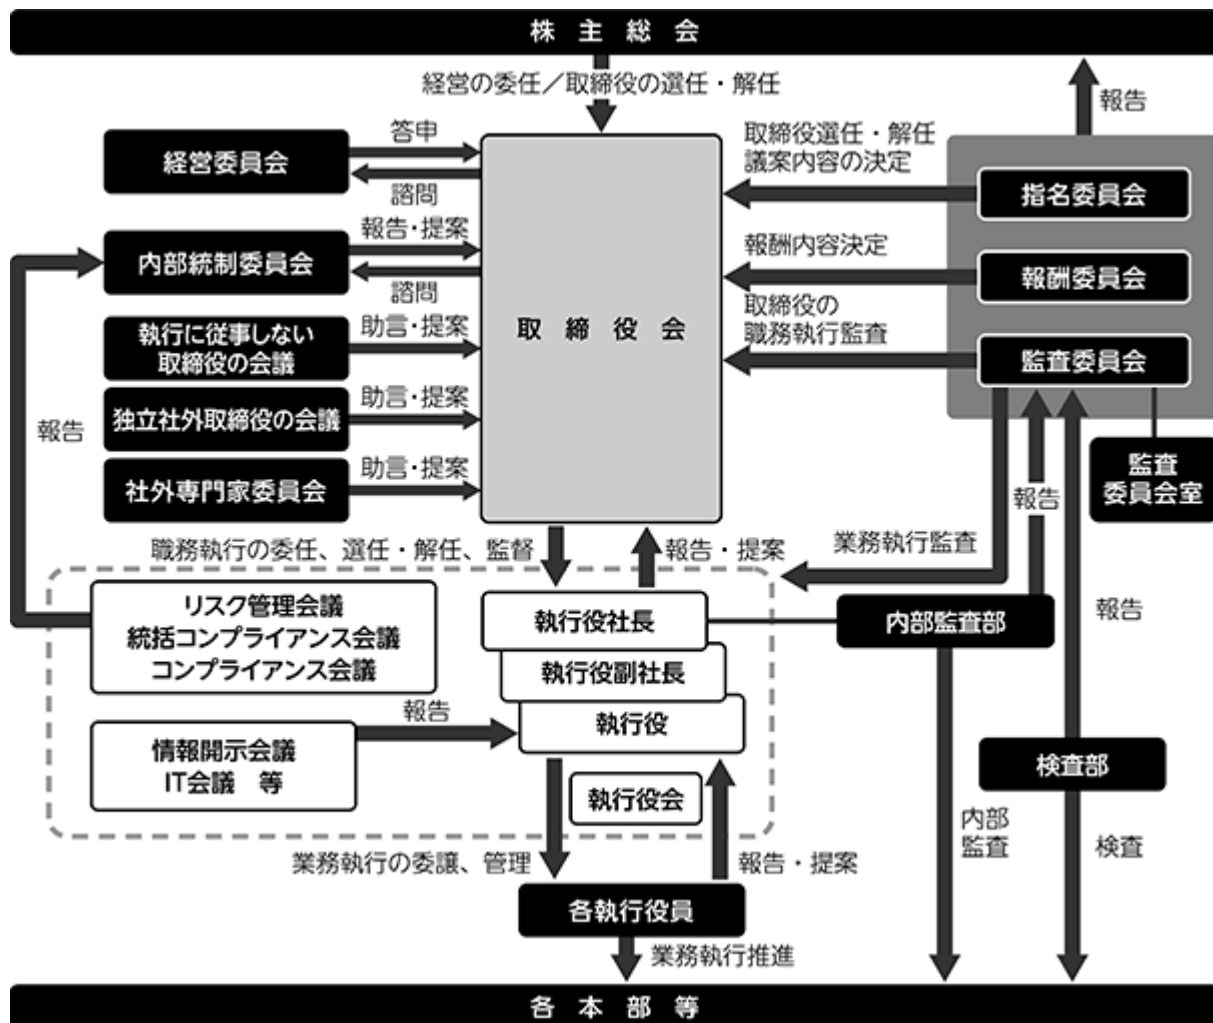 株主総会
経営の委任／取締役の選任・解任
報告
経営委員会
答申
諮問
内部統制委員会
報告・提案
諮問
執行に従事しない
取締役の会議
助言・提案
独立社外取締役の会議
助言・提案
社外専門家委員会
助言・提案
報告
取締役会
取締役選任・解任
議案内容の決定
指名委員会
報酬内容決定
報酬委員会
取締役の
職務執行監査
監査委員会
監査
委員会室
報告
業務執行監査
職務執行の委任、選任・解任、監督
報告・提案
リスク管理会議
統括コンプライアンス会議
コンプライアンス会議
執行役社長
執行役副社長
執行役
内部監査部
報告
報告
情報開示会議
IT会議　等
執行役会
検査部
内部
監査
検査
業務執行の委譲、管理
報告・提案
各執行役員
業務執行推進
各本部等